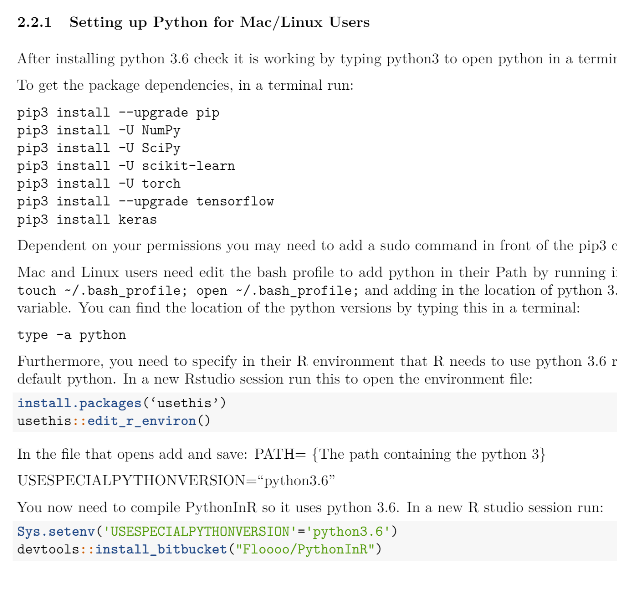 2.2.1 Setting up Python for Mac/Linux Users
After installing python 3.6 check it is working by typing python3 to open python in a
To get the package dependencies, in a terminal run:
pip3 install --upgrade pip
pip3 install -U NumPy
pip3 install -U SciPy
pip3 install -U scikit-learn
pip3 install -U torch
pip3 install --upgrade tensorflow
pip3 install keras
Dependent on your permissions you may need to add a sudo command in front of the pip3
Mac and Linux users need edit the bash profile to add python in their Path by running
touch ~/.bash_profile; open ~/.bash_profile; and adding in the location of python 3.
variable. You can find the location of the python versions by typing this in a terminal:
type -a python
Furthermore, you need to specify in their R environment that R needs to use python 3.6
default python. In a new Rstudio session run this to open the environment file:
install.packages(‘usethis’)
usethis::edit_r_environ()
In the file that opens add and save: PATH= {The path containing the python 3}
USESPECIALPYTHONVERSION=“python3.6”
You now need to compile PythonInR so it uses python 3.6. In a new R studio session run:
Sys.setenv('USESPECIALPYTHONVERSION'='python3.6')
devtools::install_bitbucket("Floooo/PythonInR")